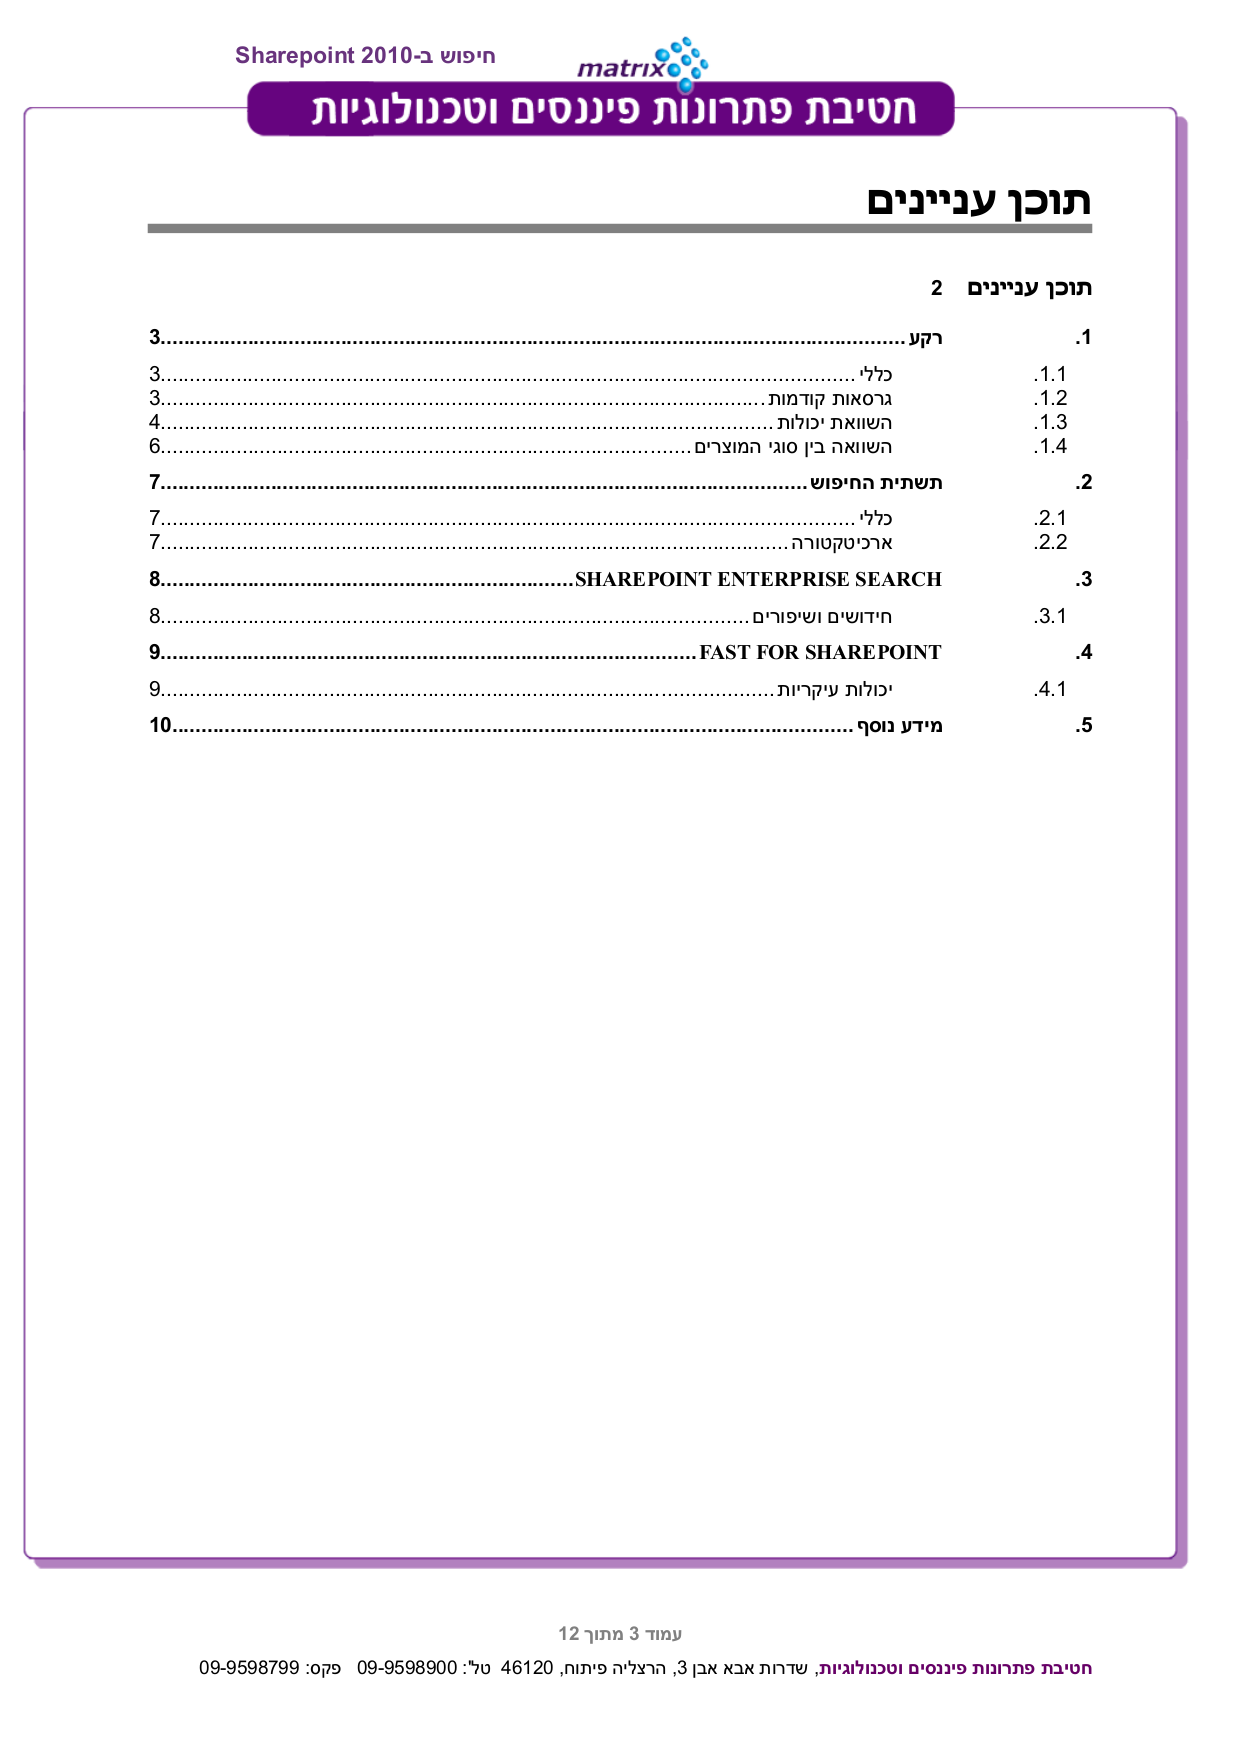 חיפוש ב-Sharepoint 2010
matrix
חטיבת פתרונות פיננסים וטכנולוגיות
תוכן עניינים
תוכן עניינים 2
1. רקע ........................................ 3
1.1. כללי ........................................ 3
1.2. גרסאות קודמות ........................................ 3
1.3. השוואת יכולות ........................................ 4
1.4. השוואה בין סוגי המוצרים ........................................ 6
2. תשתית החיפוש ........................................ 7
2.1. כללי ........................................ 7
2.2. ארכיטקטורה ........................................ 7
3. SHAREPOINT ENTERPRISE SEARCH ........................................ 8
3.1. חידושים ושיפורים ........................................ 8
4. FAST FOR SHAREPOINT ........................................ 9
4.1. יכולות עיקריות ........................................ 9
5. מידע נוסף ........................................ 10
עמוד 3 מתוך 12
חטיבת פתרונות פיננסים וטכנולוגיות, שדרות אבא אבן 3, הרצליה פיתוח, 46120 טל': 09-9598900 פקס: 09-9598799